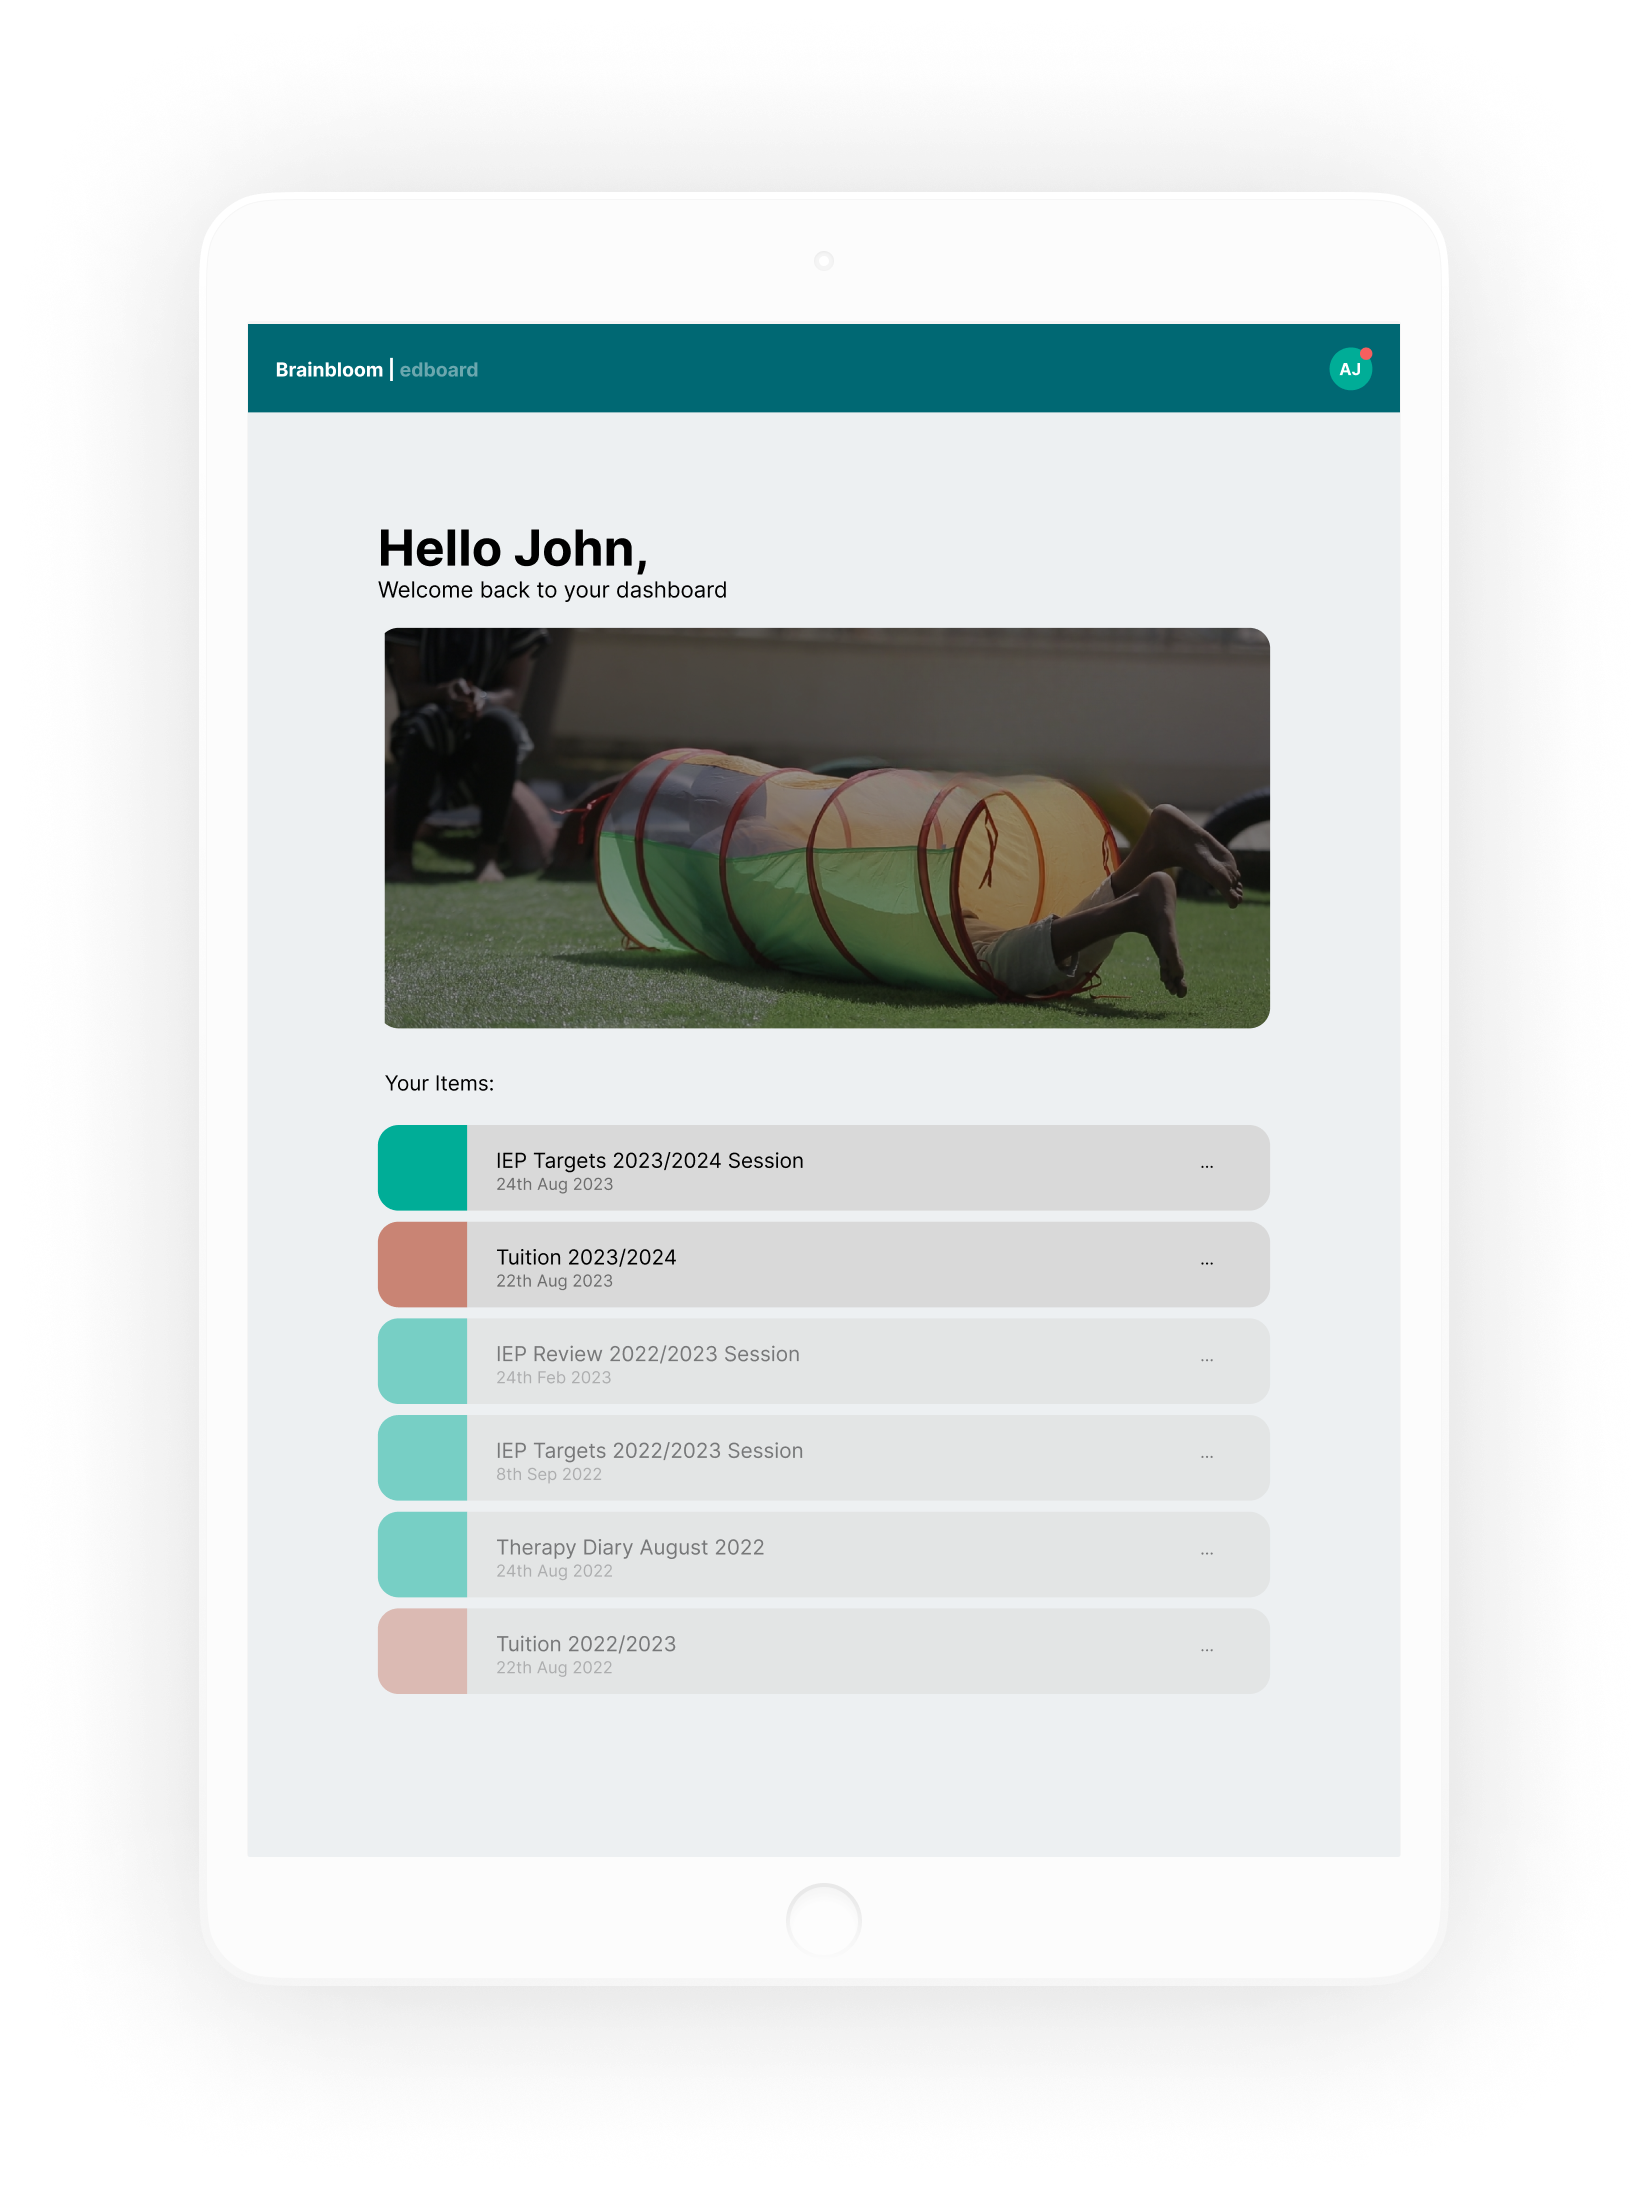 Brainbloom | edboard
AJ
Hello John,
Welcome back to your dashboard
Your Items:
IEP Targets 2023/2024 Session
...
24th Aug 2023
Tuition 2023/2024
...
22th Aug 2023
IEP Review 2022/2023 Session
...
24th Feb 2023
IEP Targets 2022/2023 Session
...
8th Sep 2022
Therapy Diary August 2022
...
24th Aug 2022
Tuition 2022/2023
...
22th Aug 2022